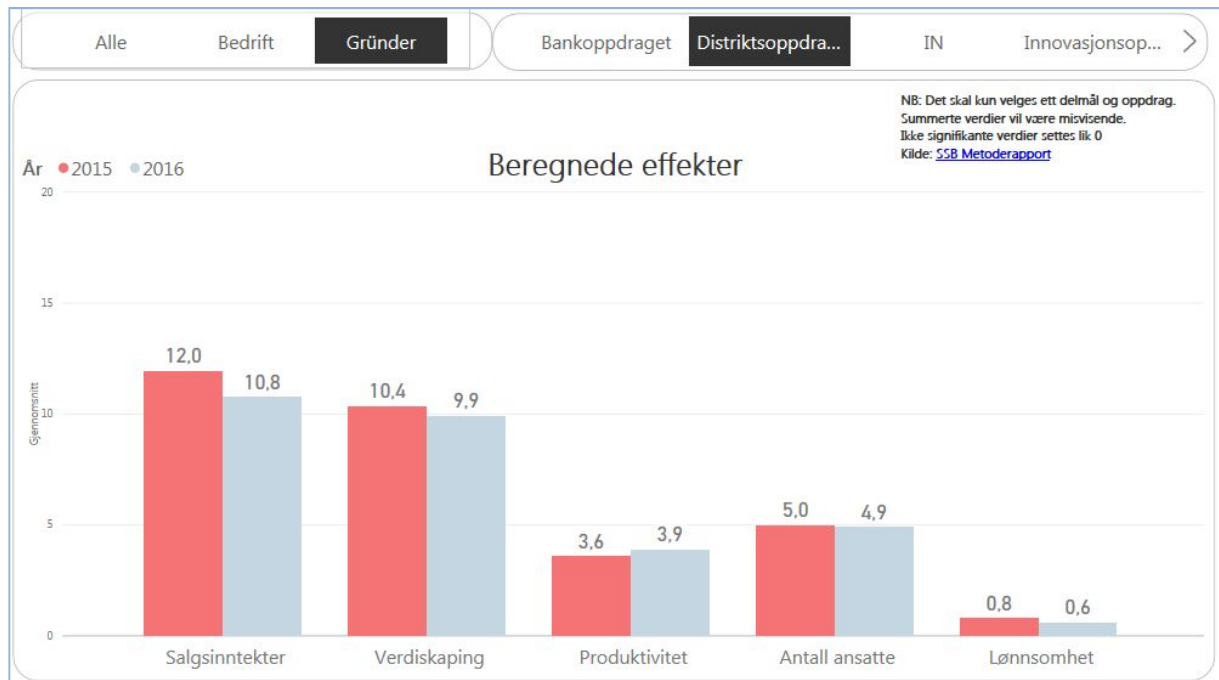 Alle Bedrift Gründer Bankoppdraget Distriktsoppdra... IN Innovasjonsop...
NB: Det skal kun velges ett delmål og oppdrag.
Summerte verdier vil være misvisende.
Ikke signifikante verdier settes lik 0
Kilde: SSB Metoderapport
År 2015 2016
Beregnede effekter
20
15
10
5
0
Gjennomsnitt
12,0
10,8
10,4
9,9
3,6
3,9
5,0
4,9
0,8
0,6
Salgsinntekter Verdiskaping Produktivitet Antall ansatte Lønnsomhet